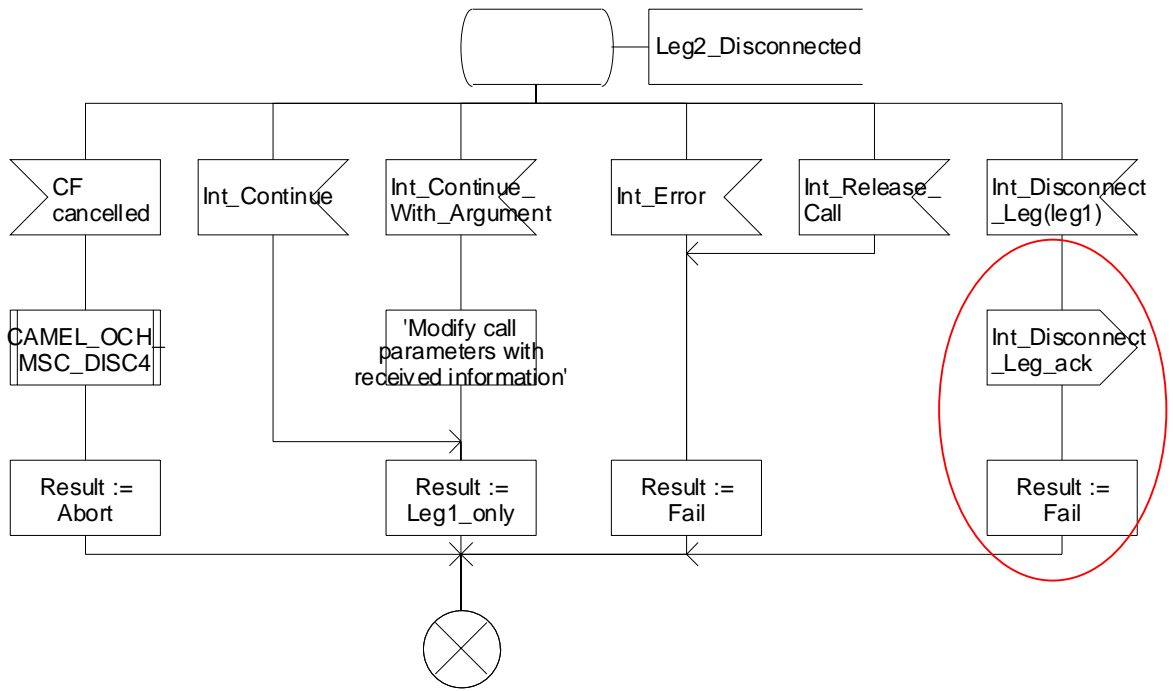 Leg2_Disconnected
CF
cancelled
Int_Continue
Int_Continue_
With_Argument
Int_Error
Int_Release_
Call
Int_Disconnect
_Leg(leg1)
CAMEL_OCH_
MSC_DISC4
'Modify call
parameters with
received information'
Int_Disconnect
_Leg_ack
Result :=
Abort
Result :=
Leg1_only
Result :=
Fail
Result :=
Fail